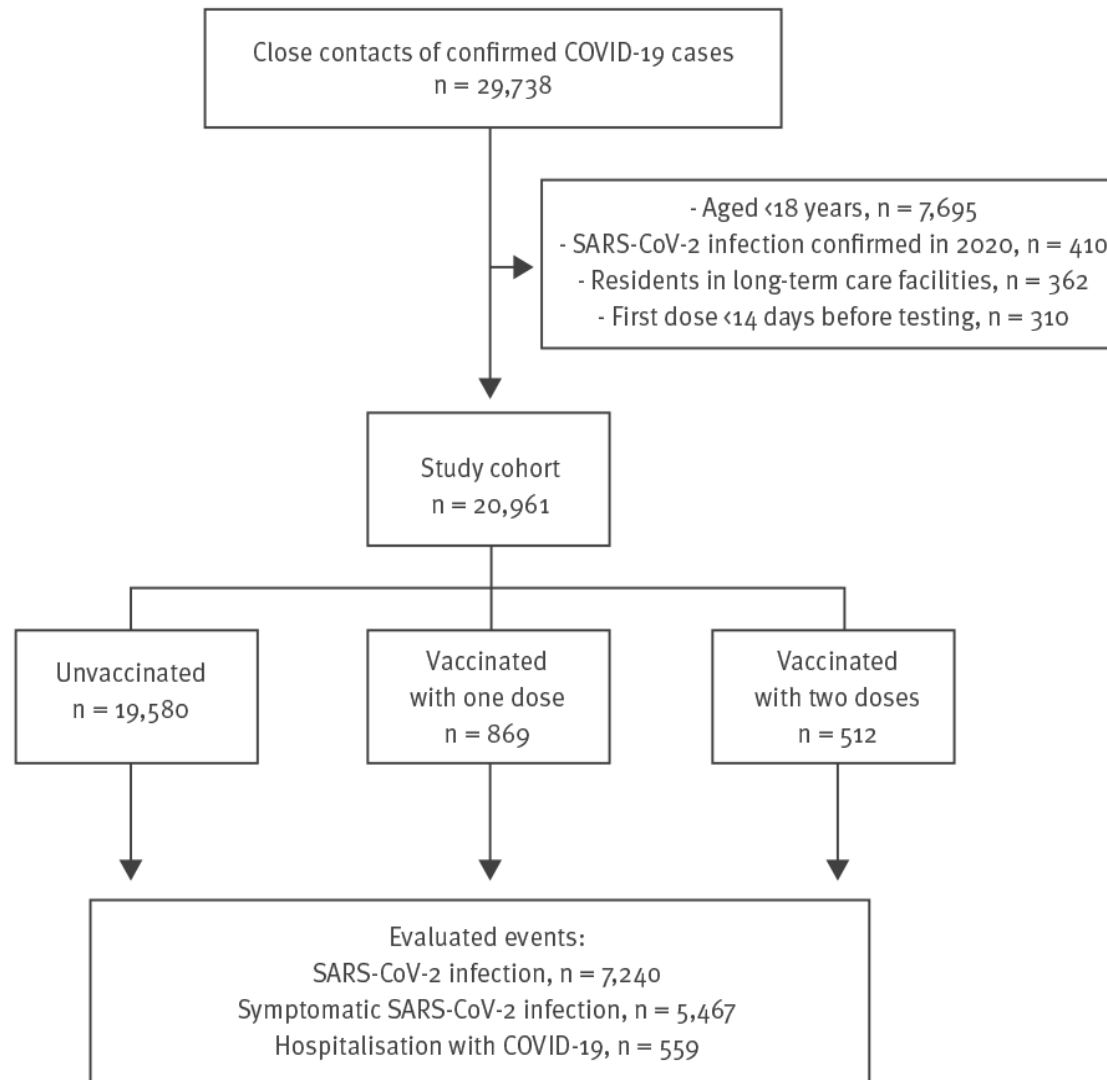 Close contacts of confirmed COVID-19 cases
n = 29,738
- Aged <18 years, n = 7,695
- SARS-CoV-2 infection confirmed in 2020, n = 410
- Residents in long-term care facilities, n = 362
- First dose <14 days before testing, n = 310
Study cohort
n = 20,961
Unvaccinated
n = 19,580
Vaccinated
with one dose
n = 869
Vaccinated
with two doses
n = 512
Evaluated events:
SARS-CoV-2 infection, n = 7,240
Symptomatic SARS-CoV-2 infection, n = 5,467
Hospitalisation with COVID-19, n = 559